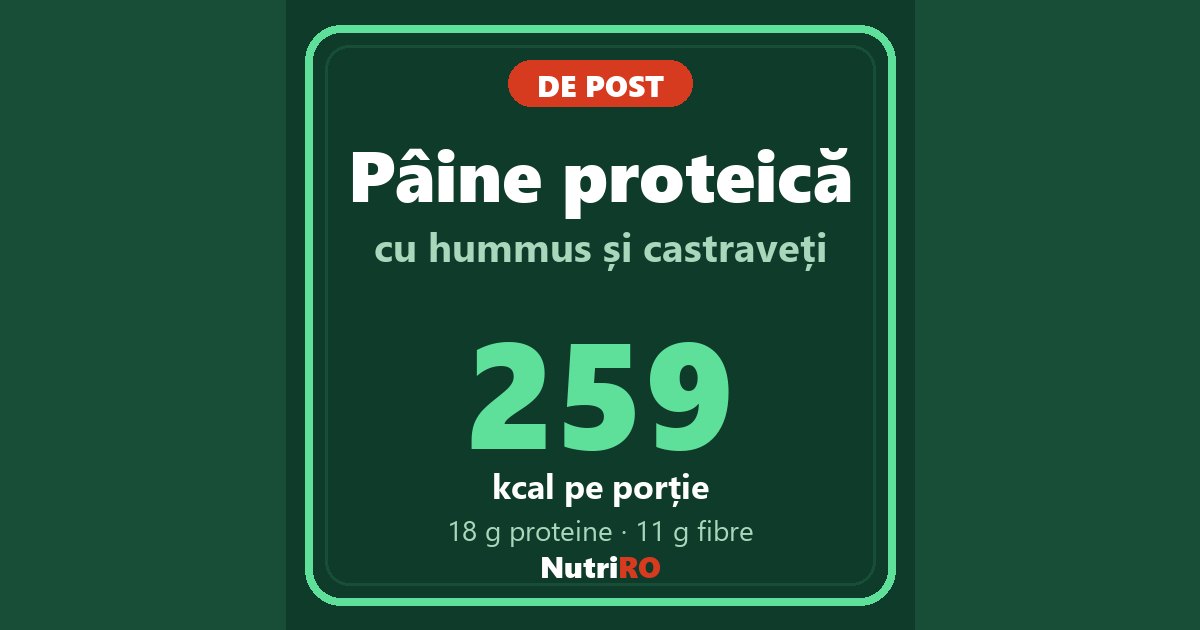 DE POST
Pâine proteică
cu hummus și castraveți
259
kcal pe porție
18 g proteine · 11 g fibre
NutriRO